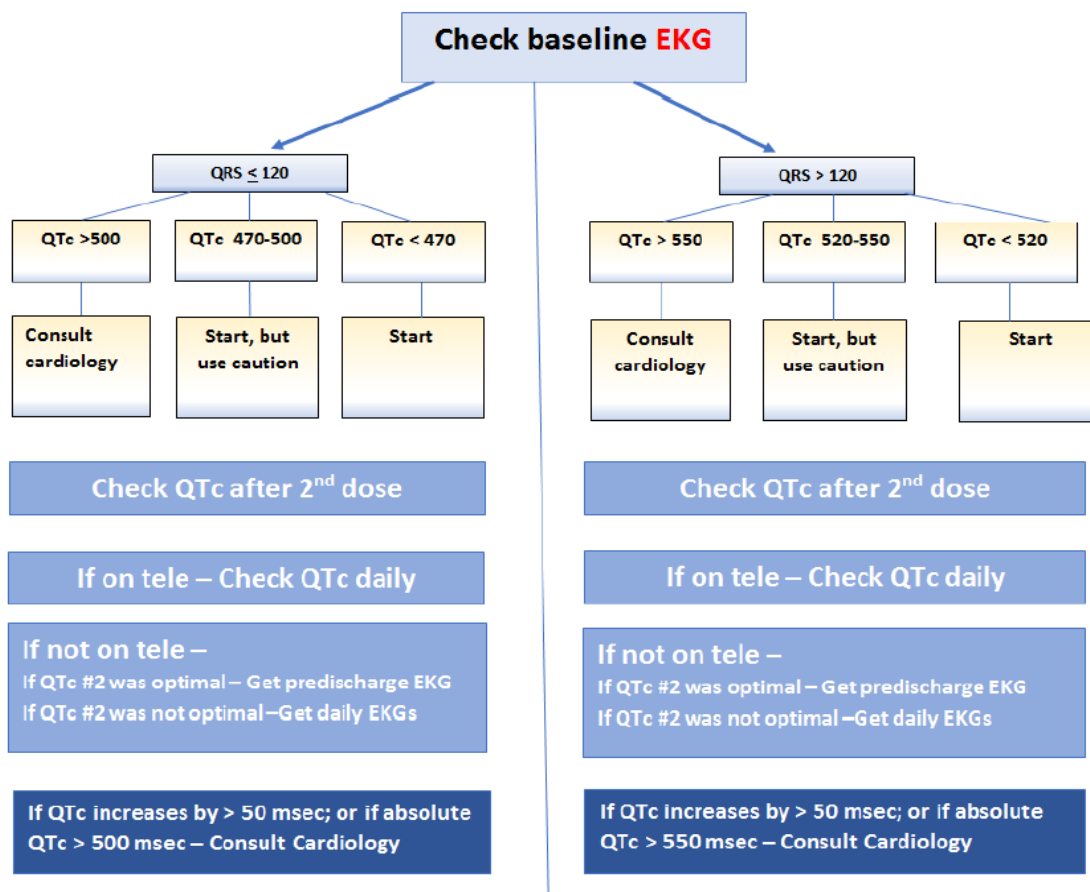 Check baseline EKG
QRS ≤ 120
QTc >500
QTc 470-500
QTc < 470
Consult
cardiology
Start, but
use caution
Start
Check QTc after 2nd dose
If on tele – Check QTc daily
If not on tele –
If QTc #2 was optimal – Get predischarge EKG
If QTc #2 was not optimal –Get daily EKGs
If QTc increases by > 50 msec; or if absolute
QTc > 500 msec – Consult Cardiology
QRS > 120
QTc > 550
QTc 520-550
QTc < 520
Consult
cardiology
Start, but
use caution
Start
Check QTc after 2nd dose
If on tele – Check QTc daily
If not on tele –
If QTc #2 was optimal – Get predischarge EKG
If QTc #2 was not optimal –Get daily EKGs
If QTc increases by > 50 msec; or if absolute
QTc > 550 msec – Consult Cardiology